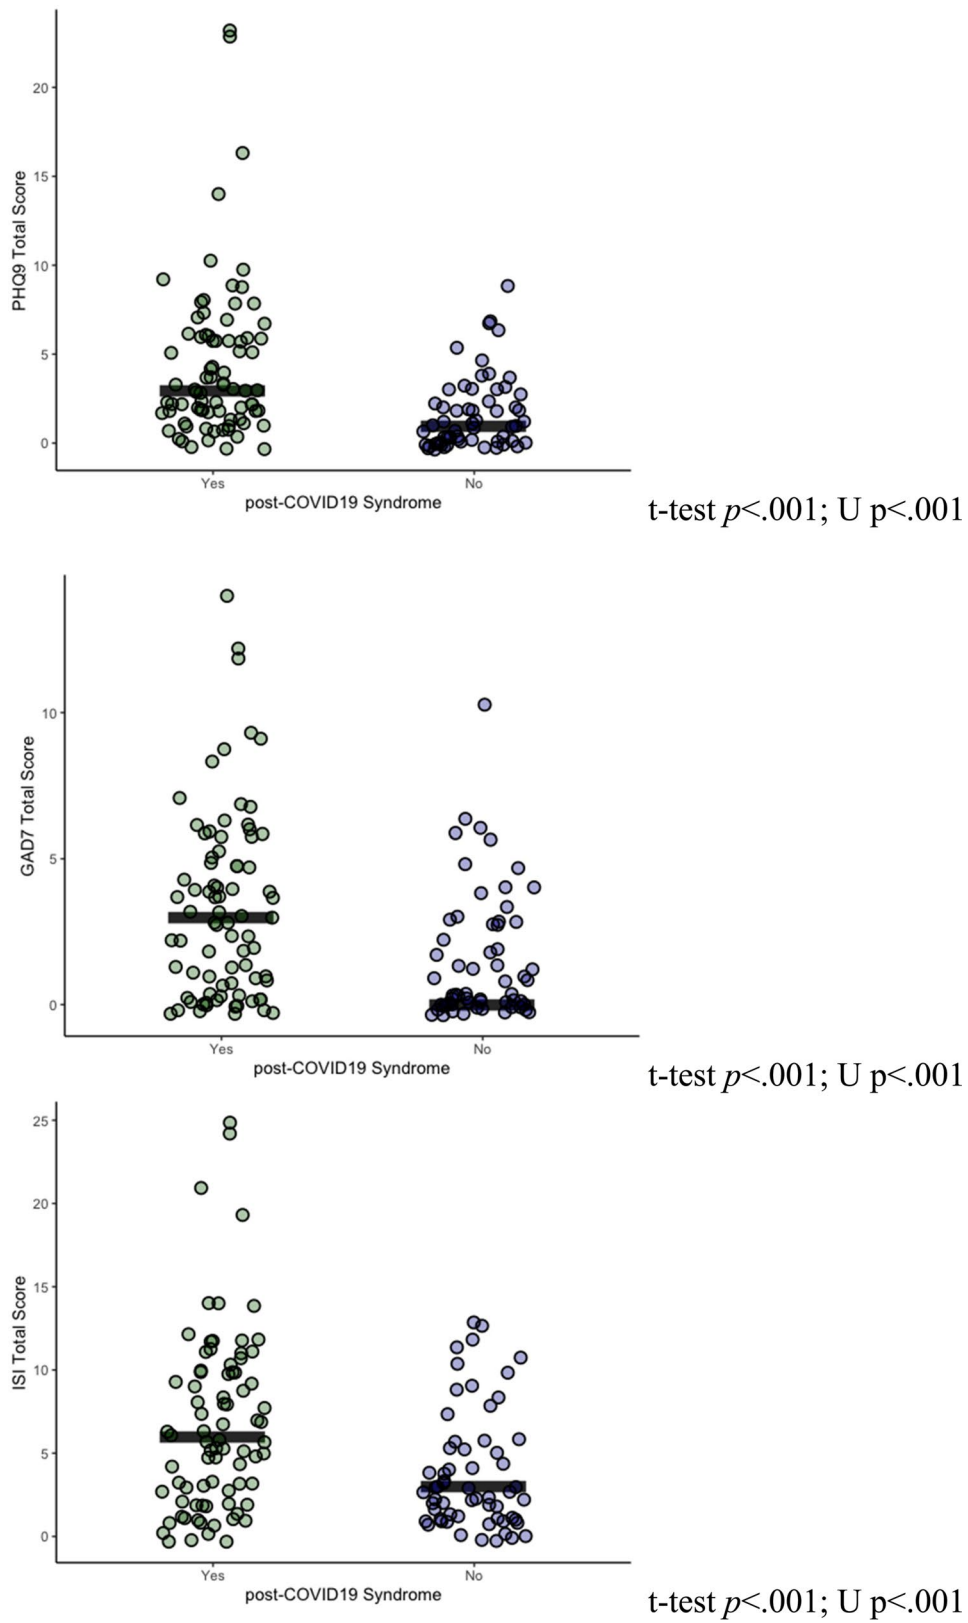 20
15
10
5
0
PHQ9 Total Score
Yes
No
post-COVID19 Syndrome
t-test p<.001; U p<.001
10
5
0
GAD7 Total Score
Yes
No
post-COVID19 Syndrome
t-test p<.001; U p<.001
25
20
15
10
5
0
ISI Total Score
Yes
No
post-COVID19 Syndrome
t-test p<.001; U p<.001